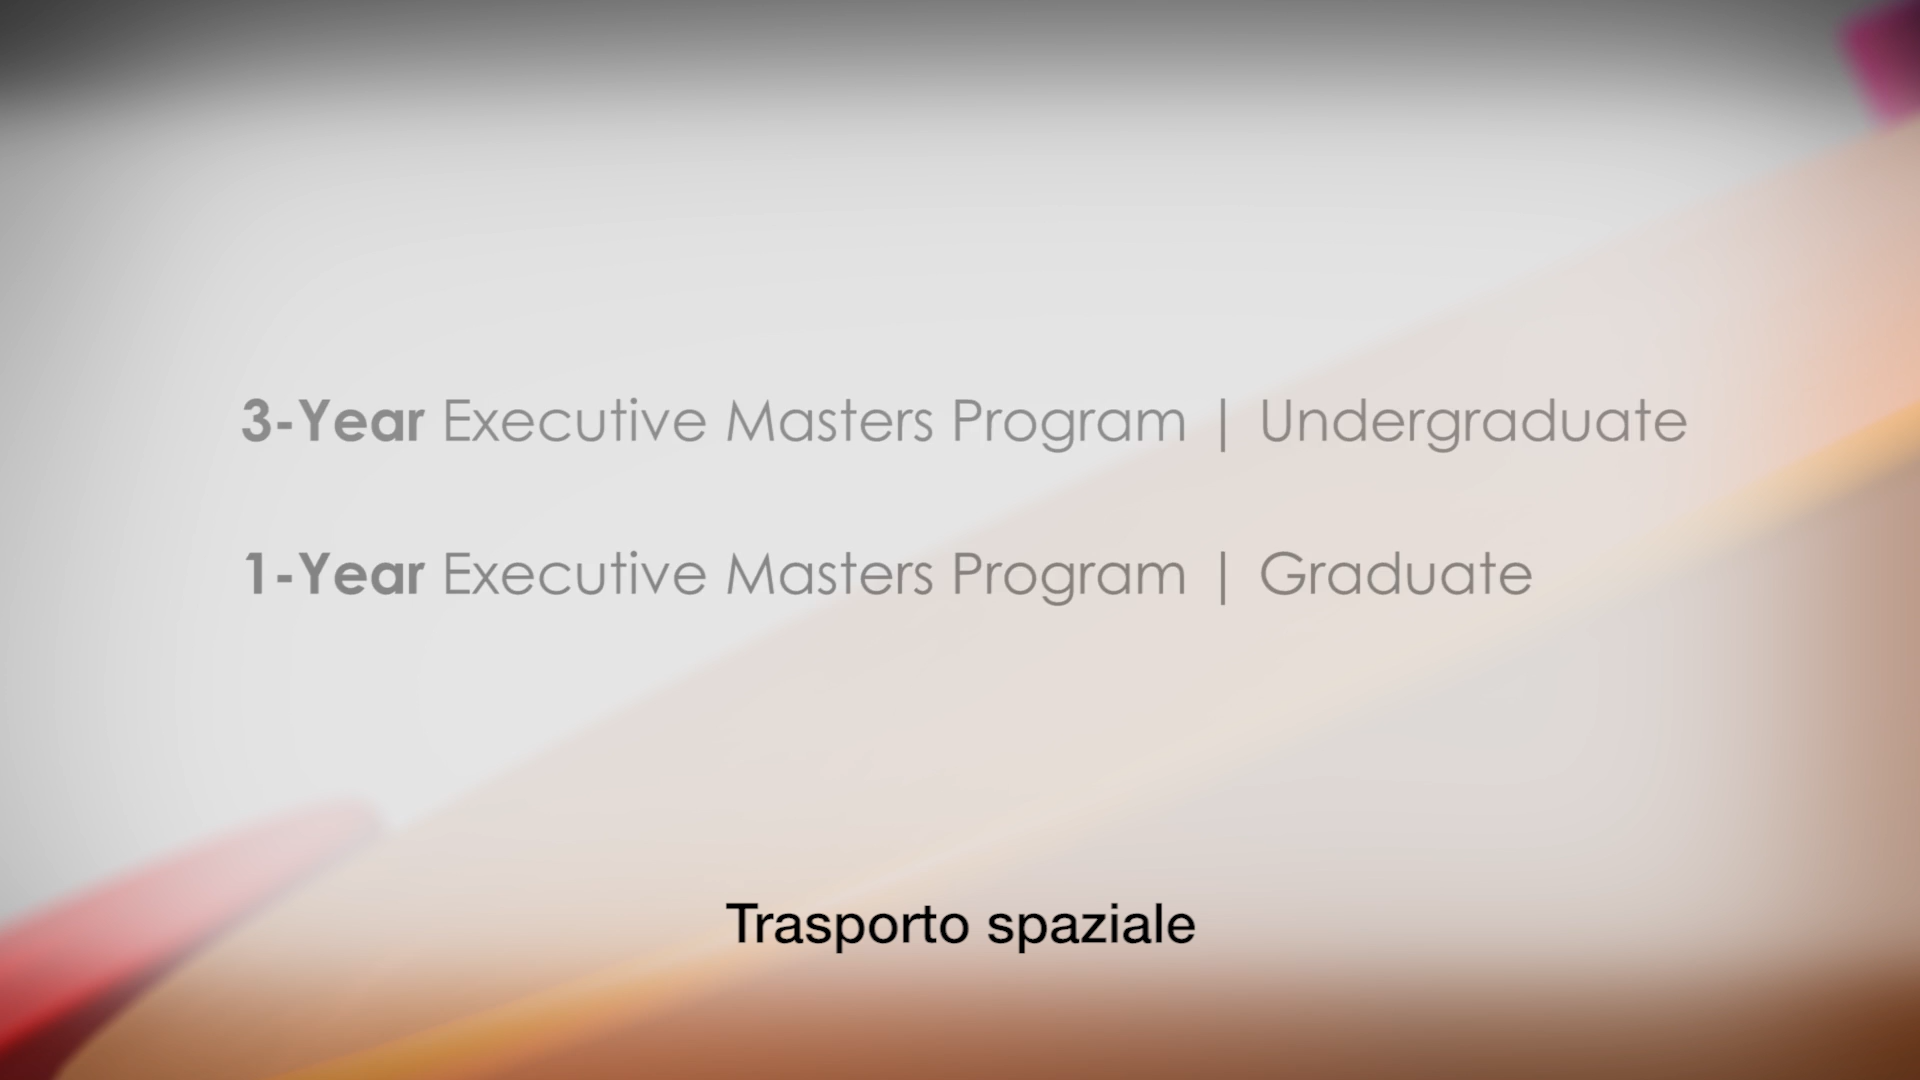 3-Year Executive Masters Program | Undergraduate
1-Year Executive Masters Program | Graduate
Trasporto spaziale